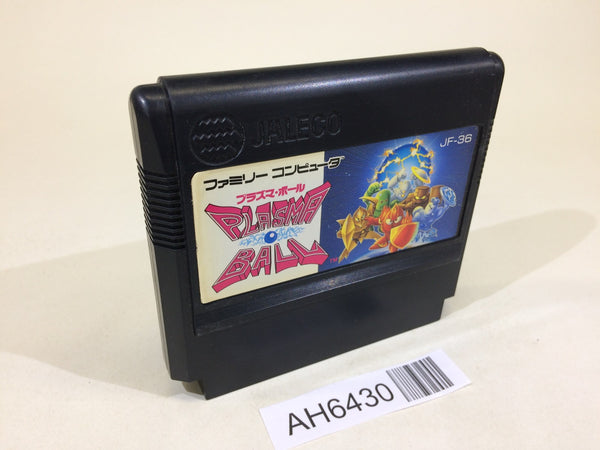 JALECO
JF-36
ファミリー コンピュータ
プラズマ・ボール
PLASMA
BALL
TM
AH6430